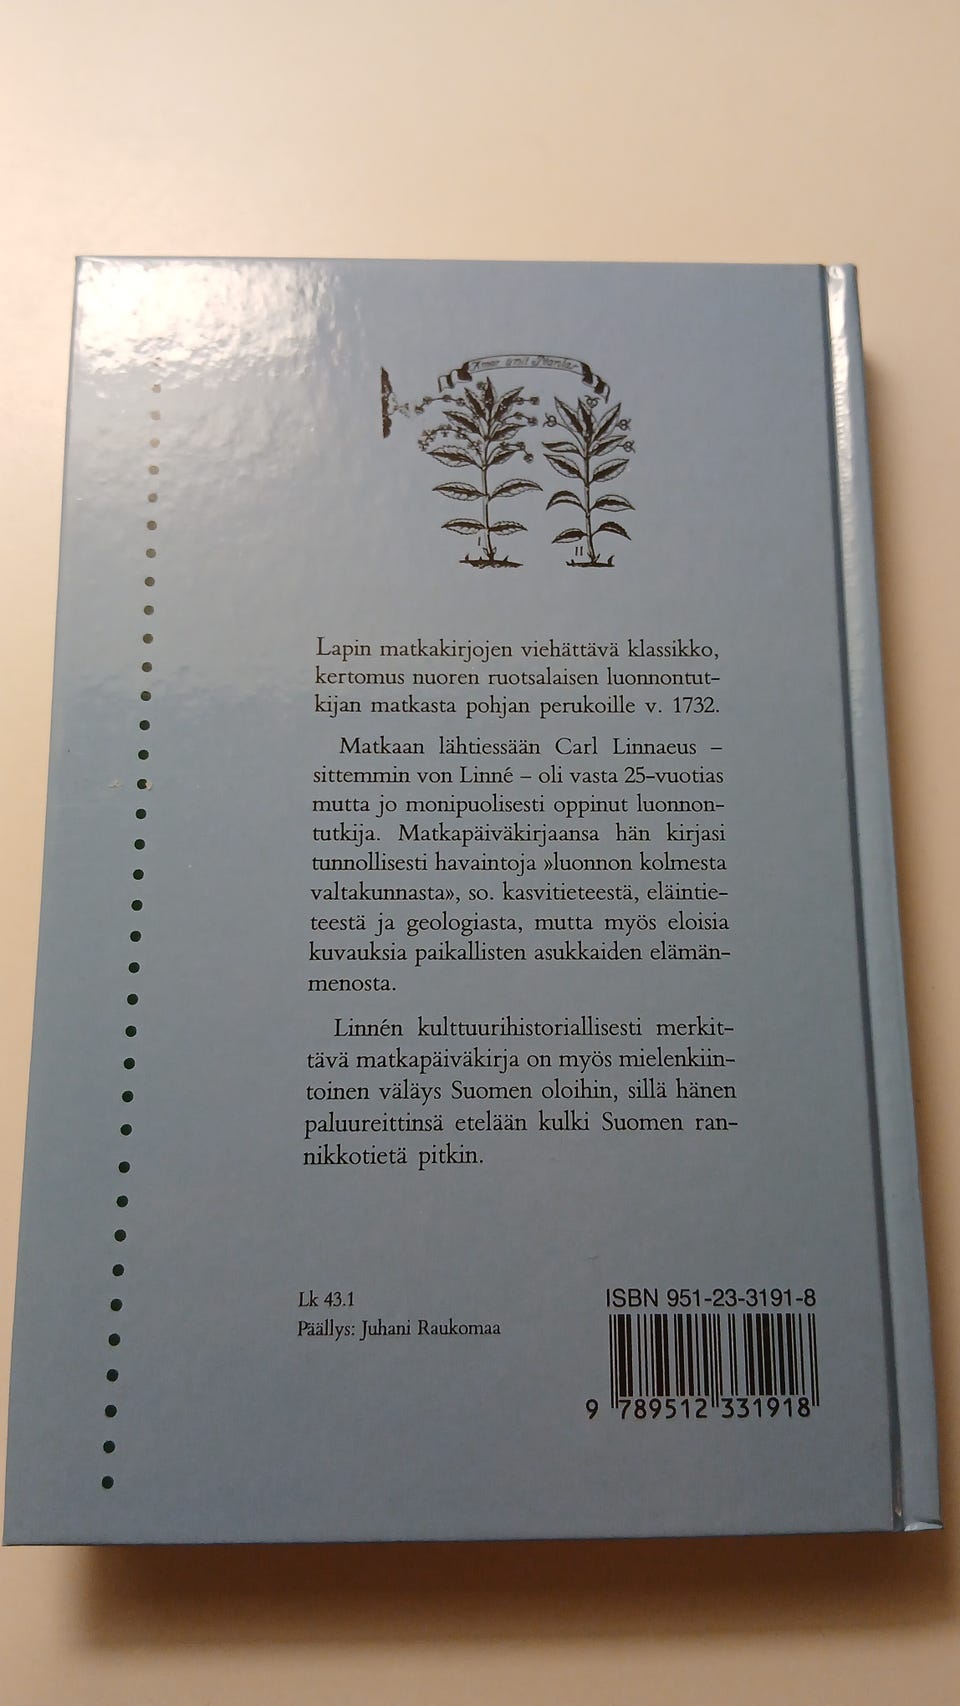 Amor unit Plantas
I
II
Lapin matkakirjojen viehättävä klassikko,
kertomus nuoren ruotsalaisen luonnontut-
kijan matkasta pohjan perukoille v. 1732.
Matkaan lähtiessään Carl Linnaeus –
sittemmin von Linné – oli vasta 25-vuotias
mutta jo monipuolisesti oppinut luonnon-
tutkija. Matkapäiväkirjaansa hän kirjasi
tunnollisesti havaintoja »luonnon kolmesta
valtakunnasta», so. kasvitieteestä, eläintie-
teestä ja geologiasta, mutta myös eloisia
kuvauksia paikallisten asukkaiden elämän-
menosta.
Linnén kulttuurihistoriallisesti merkit-
tävä matkapäiväkirja on myös mielenkiin-
toinen väläys Suomen oloihin, sillä hänen
paluureittinsä etelään kulki Suomen ran-
nikkotietä pitkin.
Lk 43.1
Päällys: Juhani Raukomaa
ISBN 951-23-3191-8
9 789512 331918